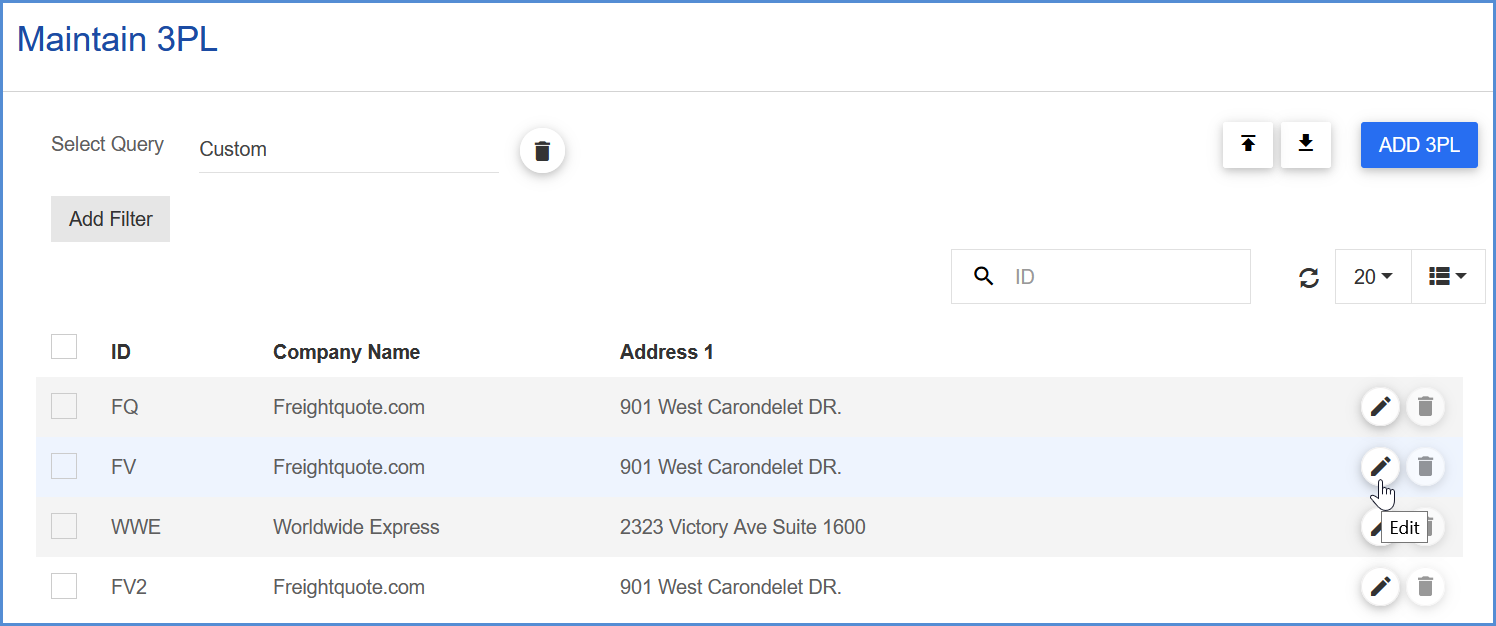 Maintain 3PL
Select Query
Custom
ADD 3PL
Add Filter
ID
20
ID Company Name Address 1
FQ Freightquote.com 901 West Carondelet DR.
FV Freightquote.com 901 West Carondelet DR.
WWE Worldwide Express 2323 Victory Ave Suite 1600
Edit
FV2 Freightquote.com 901 West Carondelet DR.